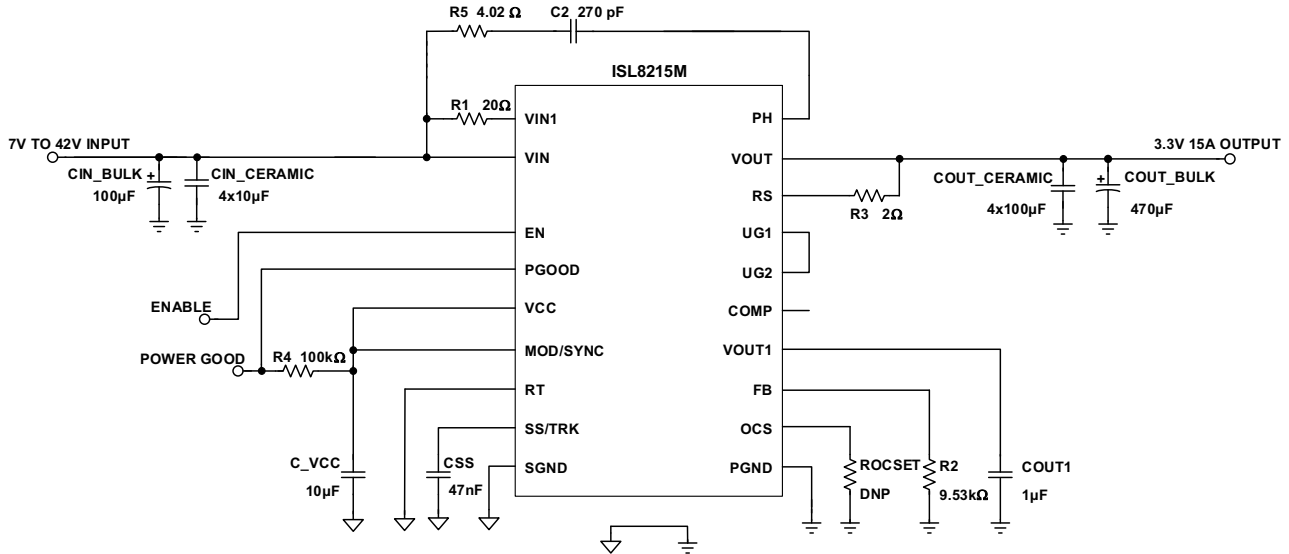 R5 4.02 Ω
C2 270 pF
ISL8215M
R1 20Ω
VIN1
PH
7V TO 42V INPUT
VIN
VOUT
3.3V 15A OUTPUT
CIN_BULK
+
100µF
CIN_CERAMIC
4x10µF
RS
R3 2Ω
COUT_CERAMIC
4x100µF
+
COUT_BULK
470µF
EN
UG1
PGOOD
UG2
ENABLE
VCC
COMP
POWER GOOD
R4 100kΩ
MOD/SYNC
VOUT1
RT
FB
SS/TRK
OCS
C_VCC
10µF
CSS
47nF
SGND
PGND
ROCSET
DNP
R2
9.53kΩ
COUT1
1µF